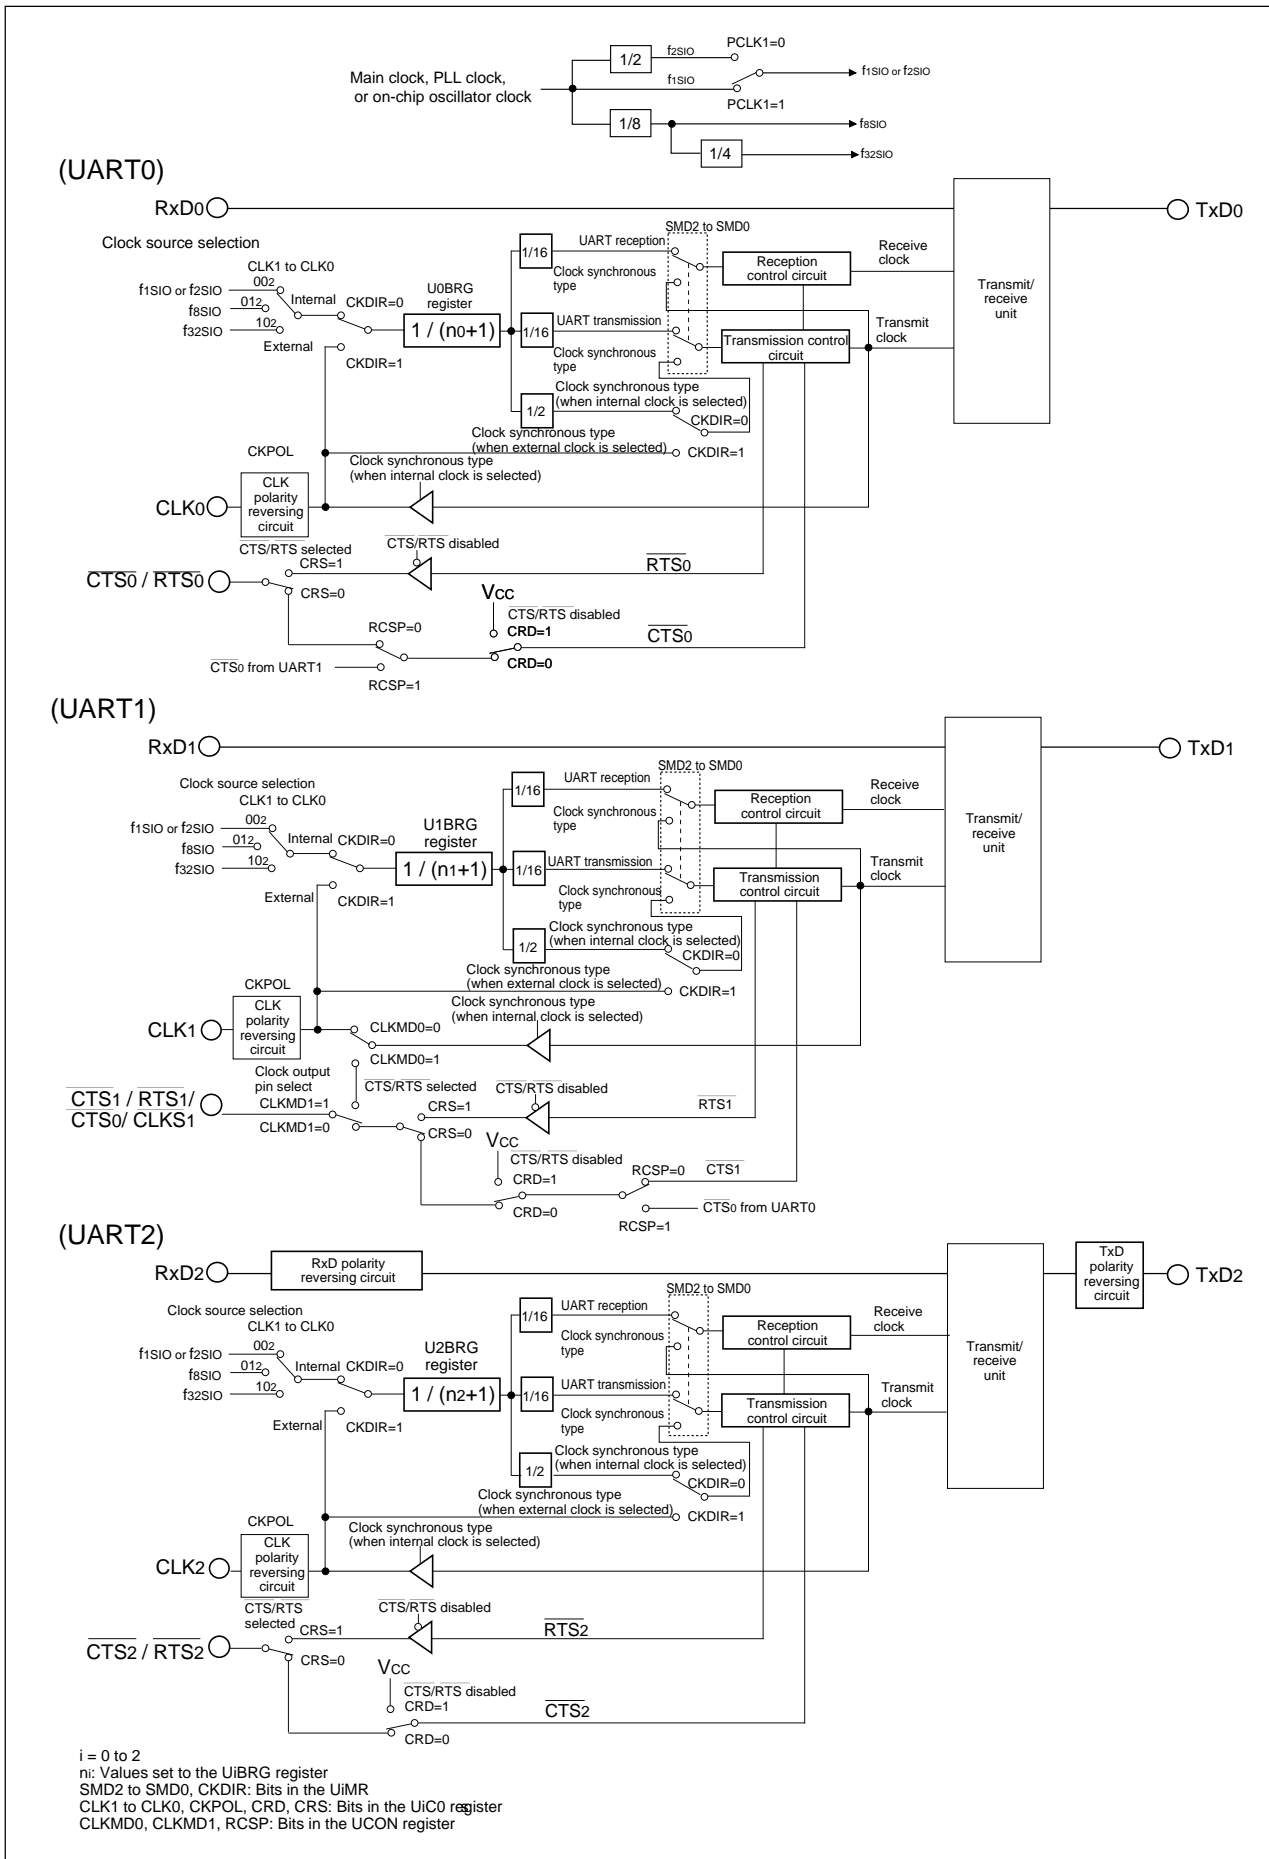 1/2
f2SIO
PCLK1=0
Main clock, PLL clock,
or on-chip oscillator clock
f1SIO
PCLK1=1
f1SIO or f2SIO
1/8
f8SIO
1/4
f32SIO
(UART0)
RxD0
TxD0
Clock source selection
CLK1 to CLK0
f1SIO or f2SIO
002
f8SIO
012
f32SIO
102
Internal
CKDIR=0
External
CKDIR=1
U0BRG
register
1 / (n0+1)
1/16
UART reception
Clock synchronous
type
1/16
UART transmission
Clock synchronous
type
SMD2 to SMD0
Reception
control circuit
Receive
clock
Transmission control
circuit
Transmit
clock
Transmit/
receive
unit
1/2
Clock synchronous type
(when internal clock is selected)
CKDIR=0
Clock synchronous type
(when external clock is selected)
CKDIR=1
Clock synchronous type
(when internal clock is selected)
CKPOL
CLK0
CLK
polarity
reversing
circuit
CTS/RTS selected
CTS/RTS disabled
CTS0 / RTS0
CRS=1
CRS=0
RTS0
VCC
CTS/RTS disabled
RCSP=0
CRD=1
CTS0
CTS0 from UART1
CRD=0
RCSP=1
(UART1)
RxD1
TxD1
Clock source selection
CLK1 to CLK0
f1SIO or f2SIO
002
f8SIO
012
f32SIO
102
Internal
CKDIR=0
External
CKDIR=1
U1BRG
register
1 / (n1+1)
1/16
UART reception
Clock synchronous
type
1/16
UART transmission
Clock synchronous
type
SMD2 to SMD0
Reception
control circuit
Receive
clock
Transmission
control circuit
Transmit
clock
Transmit/
receive
unit
1/2
Clock synchronous type
(when internal clock is selected)
CKDIR=0
Clock synchronous type
(when external clock is selected)
CKDIR=1
Clock synchronous type
(when internal clock is selected)
CKPOL
CLK1
CLK
polarity
reversing
circuit
CLKMD0=0
CLKMD0=1
Clock output
pin select
CTS/RTS selected
CTS/RTS disabled
CTS1 / RTS1/
CTS0/ CLKS1
CLKMD1=1
CLKMD1=0
CRS=1
CRS=0
RTS1
VCC
CTS/RTS disabled
CRD=1
CRD=0
RCSP=0
CTS1
CTS0 from UART0
RCSP=1
(UART2)
RxD2
RxD polarity
reversing circuit
TxD
polarity
reversing
circuit
TxD2
Clock source selection
CLK1 to CLK0
f1SIO or f2SIO
002
f8SIO
012
f32SIO
102
Internal
CKDIR=0
External
CKDIR=1
U2BRG
register
1 / (n2+1)
1/16
UART reception
Clock synchronous
type
1/16
UART transmission
Clock synchronous
type
SMD2 to SMD0
Reception
control circuit
Receive
clock
Transmission
control circuit
Transmit
clock
Transmit/
receive
unit
1/2
Clock synchronous type
(when internal clock is selected)
CKDIR=0
Clock synchronous type
(when external clock is selected)
CKDIR=1
Clock synchronous type
(when internal clock is selected)
CKPOL
CLK2
CLK
polarity
reversing
circuit
CTS/RTS
selected
CTS/RTS disabled
CTS2 / RTS2
CRS=1
CRS=0
RTS2
VCC
CTS/RTS disabled
CRD=1
CTS2
CRD=0
i = 0 to 2
ni: Values set to the UiBRG register
SMD2 to SMD0, CKDIR: Bits in the UiMR
CLK1 to CLK0, CKPOL, CRD, CRS: Bits in the UiC0 register
CLKMD0, CLKMD1, RCSP: Bits in the UCON register